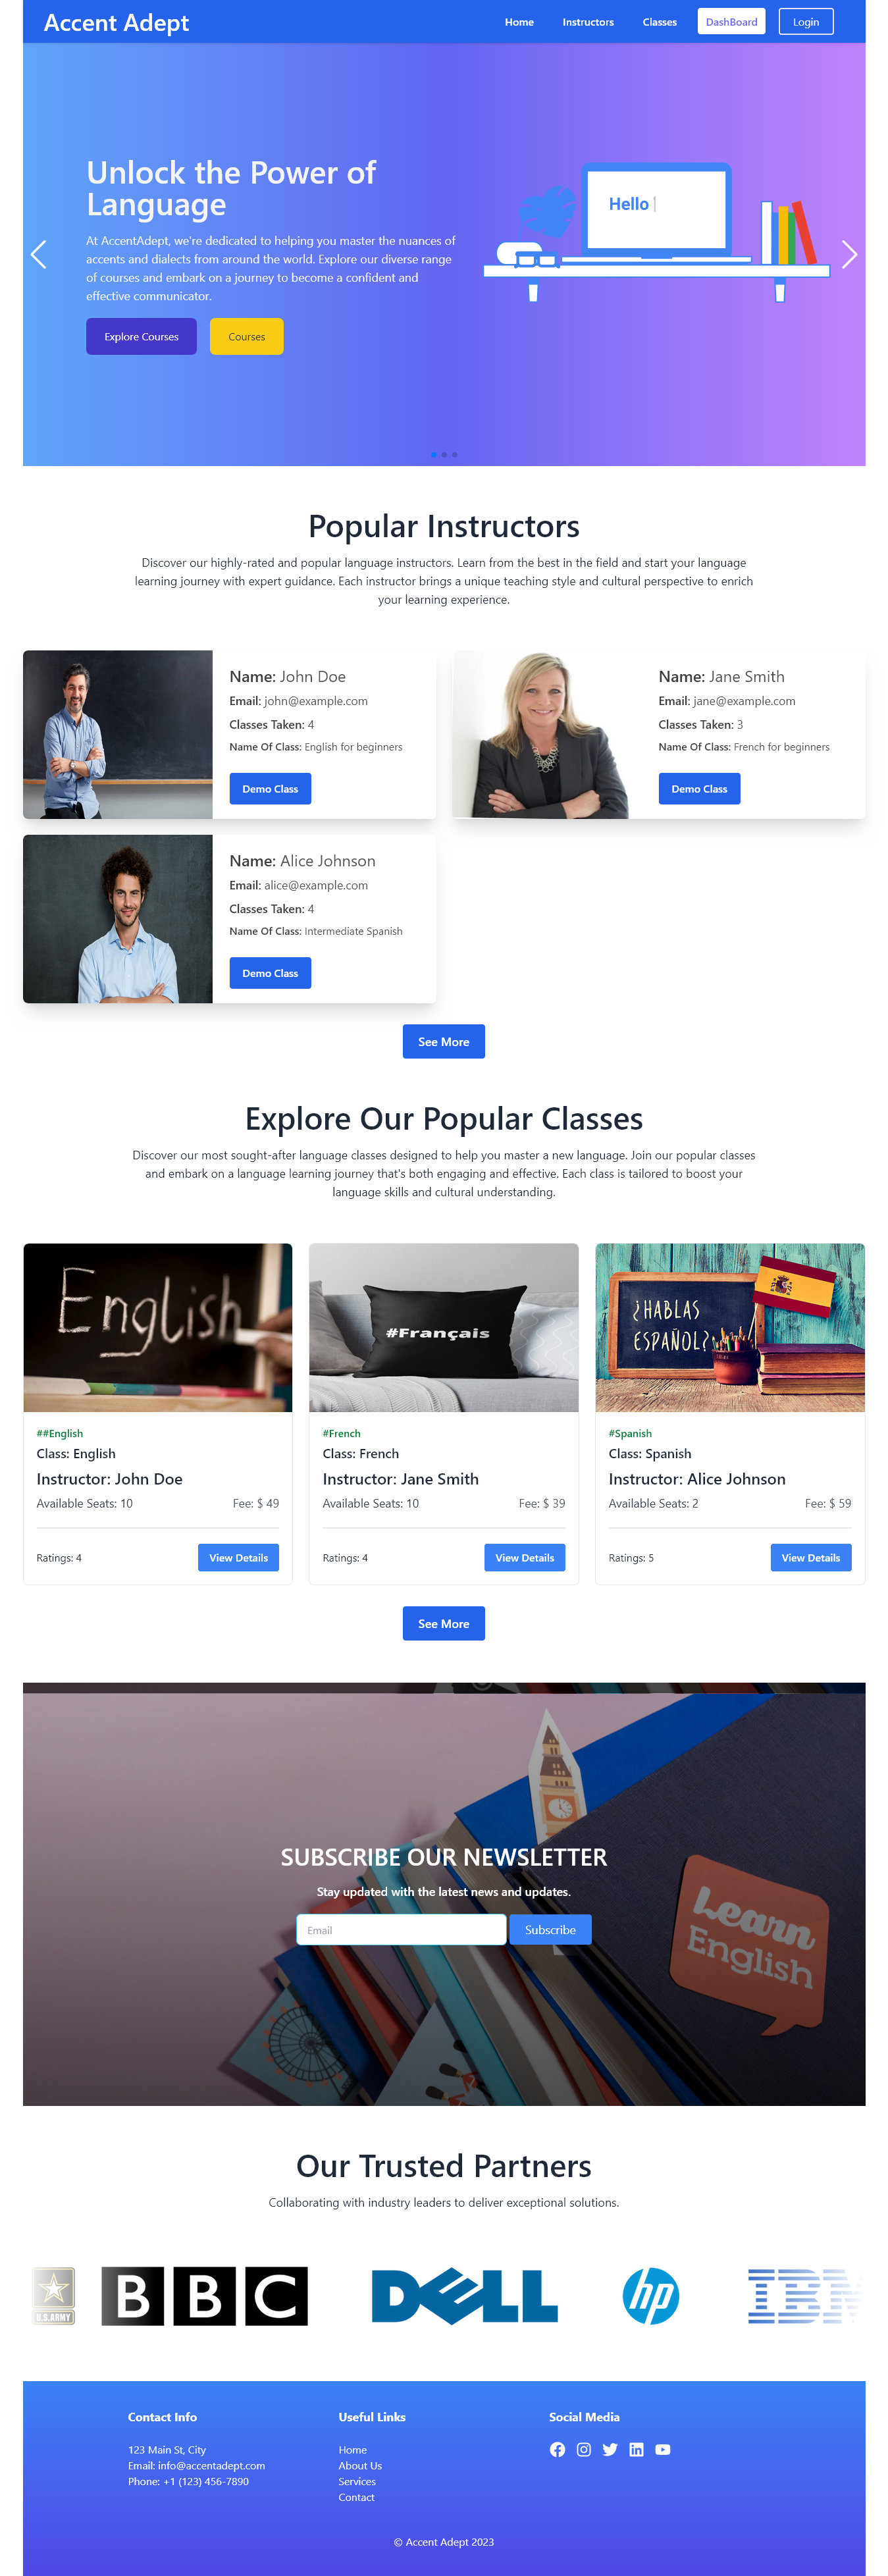 Accent Adept
Home
Instructors
Classes
DashBoard
Login
Unlock the Power of
Language
At AccentAdept, we're dedicated to helping you master the nuances of
accents and dialects from around the world. Explore our diverse range
of courses and embark on a journey to become a confident and
effective communicator.
Explore Courses
Courses
Hello
Popular Instructors
Discover our highly-rated and popular language instructors. Learn from the best in the field and start your language
learning journey with expert guidance. Each instructor brings a unique teaching style and cultural perspective to enrich
your learning experience.
Name: John Doe
Email: john@example.com
Classes Taken: 4
Name Of Class: English for beginners
Demo Class
Name: Jane Smith
Email: jane@example.com
Classes Taken: 3
Name Of Class: French for beginners
Demo Class
Name: Alice Johnson
Email: alice@example.com
Classes Taken: 4
Name Of Class: Intermediate Spanish
Demo Class
See More
Explore Our Popular Classes
Discover our most sought-after language classes designed to help you master a new language. Join our popular classes
and embark on a language learning journey that's both engaging and effective. Each class is tailored to boost your
language skills and cultural understanding.
English
##English
Class: English
Instructor: John Doe
Available Seats: 10
Fee: $ 49
Ratings: 4
View Details
#Français
#French
Class: French
Instructor: Jane Smith
Available Seats: 10
Fee: $ 39
Ratings: 4
View Details
¿HABLAS
ESPAÑOL?
#Spanish
Class: Spanish
Instructor: Alice Johnson
Available Seats: 2
Fee: $ 59
Ratings: 5
View Details
See More
SUBSCRIBE OUR NEWSLETTER
Stay updated with the latest news and updates.
Email
Subscribe
Learn
English
Our Trusted Partners
Collaborating with industry leaders to deliver exceptional solutions.
U.S.ARMY
BBC
DELL
hp
IBM
Contact Info
123 Main St, City
Email: info@accentadept.com
Phone: +1 (123) 456-7890
Useful Links
Home
About Us
Services
Contact
Social Media
© Accent Adept 2023